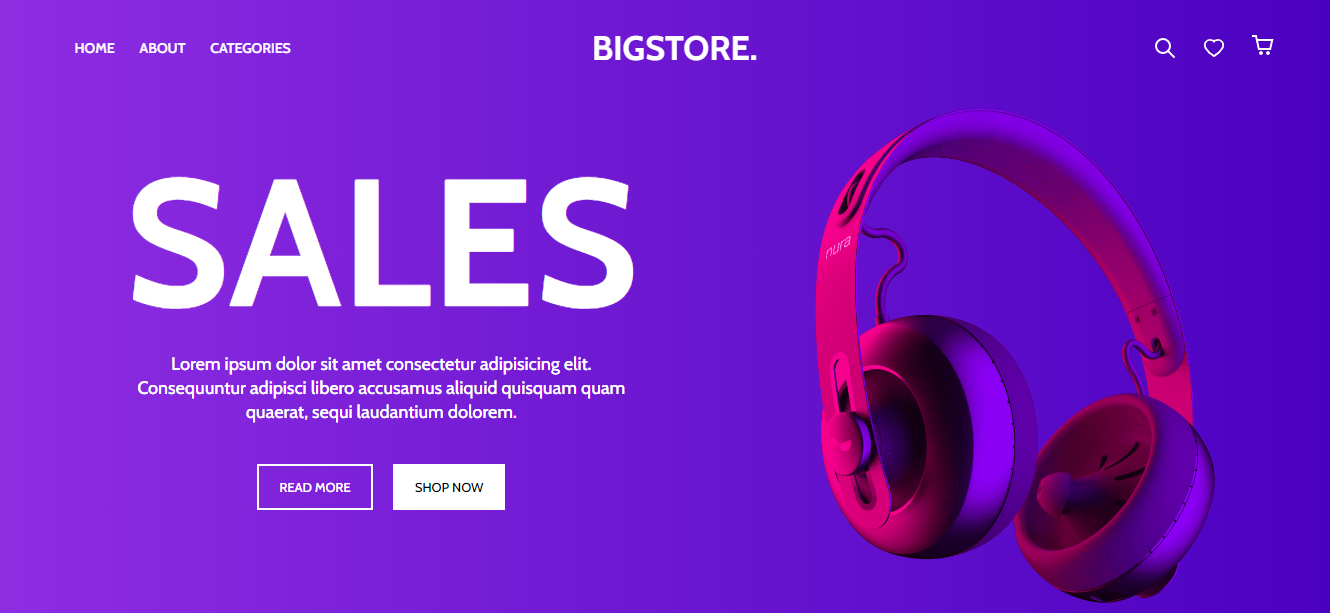 HOME ABOUT CATEGORIES BIGSTORE.
SALES
nura
Lorem ipsum dolor sit amet consectetur adipisicing elit.
Consequuntur adipisci libero accusamus aliquid quisquam quam
quaerat, sequi laudantium dolorem.
READ MORE SHOP NOW